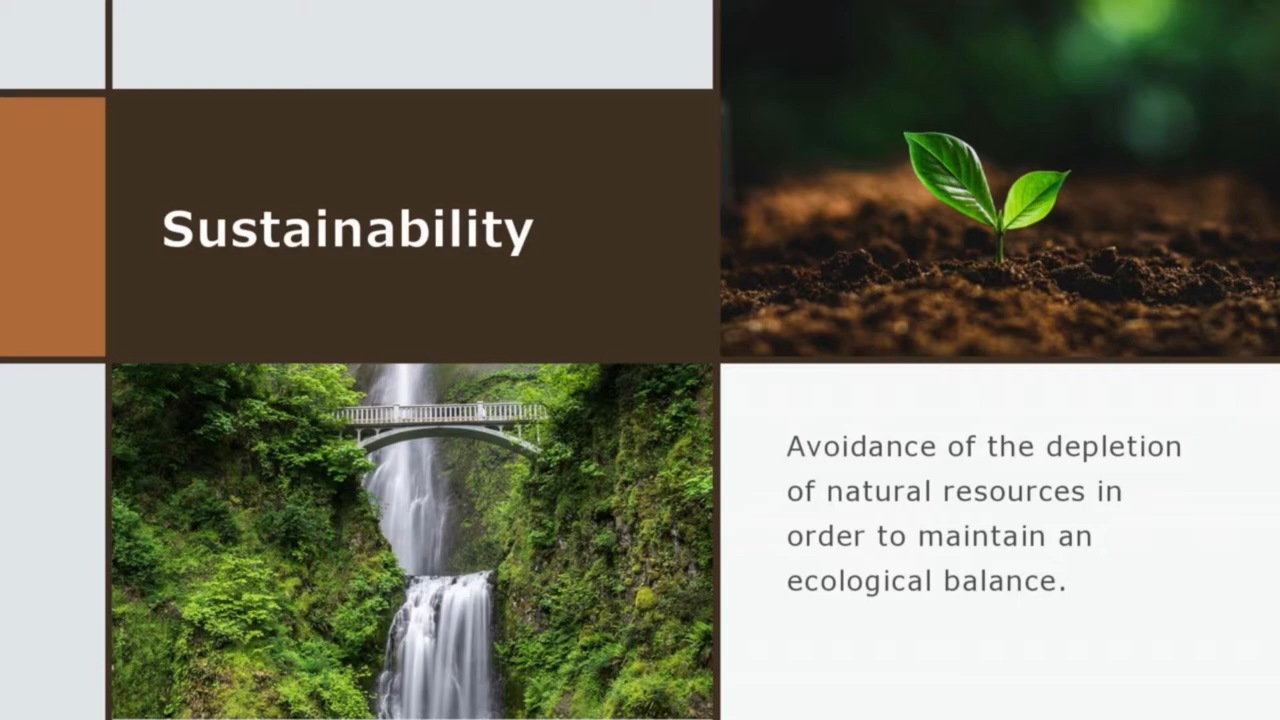 Sustainability
Avoidance of the depletion
of natural resources in
order to maintain an
ecological balance.